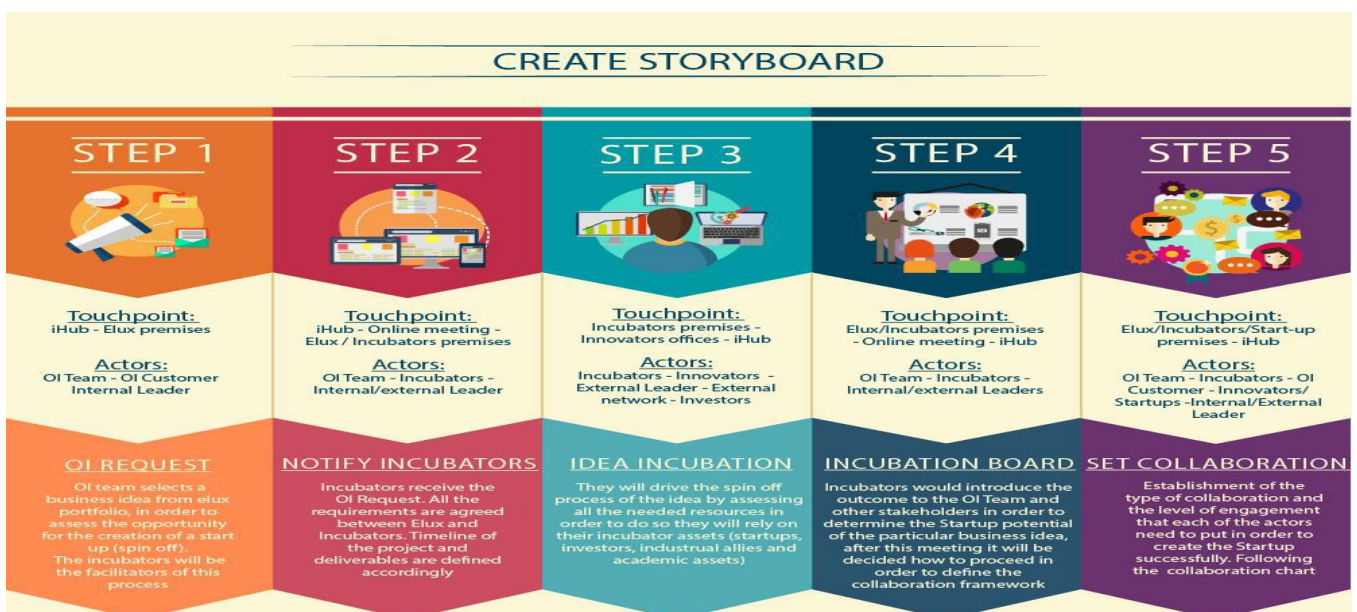 CREATE STORYBOARD
STEP 1
Touchpoint:
iHub - Elux premises
Actors:
OI Team - OI Customer
Internal Leader
OI REQUEST
OI team selects a
business idea from elux
portfolio, in order to
assess the opportunity
for the creation of a start
up (spin off).
The incubators will be
the facilitators of this
process
STEP 2
Touchpoint:
iHub - Online meeting -
Elux / Incubators premises
Actors:
OI Team - Incubators -
Internal/external Leader
NOTIFY INCUBATORS
Incubators receive the
OI Request. All the
requirements are agreed
between Elux and
Incubators. Timeline of
the project and
deliverables are defined
accordingly
STEP 3
Touchpoint:
Incubators premises -
Innovators offices - iHub
Actors:
Incubators - Innovators -
External Leader - External
network - Investors
IDEA INCUBATION
They will drive the spin off
process of the idea by assessing
all the needed resources in
order to do so they will rely on
their incubator assets (startups,
investors, industrual allies and
academic assets)
STEP 4
Touchpoint:
Elux/Incubators premises
- Online meeting - iHub
Actors:
OI Team - Incubators -
Internal/external Leaders
INCUBATION BOARD
Incubators would introduce the
outcome to the OI Team and
other stakeholders in order to
determine the Startup potential
of the particular business idea,
after this meeting it will be
decided how to proceed in
order to define the
collaboration framework
STEP 5
Touchpoint:
Elux/Incubators/Start-up
premises - iHub
Actors:
OI Team - Incubators - OI
Customer - Innovators/
Startups -Internal/External
Leader
SET COLLABORATION
Establishment of the
type of collaboration and
the level of engagement
that each of the actors
need to put in order to
create the Startup
successfully. Following
the collaboration chart